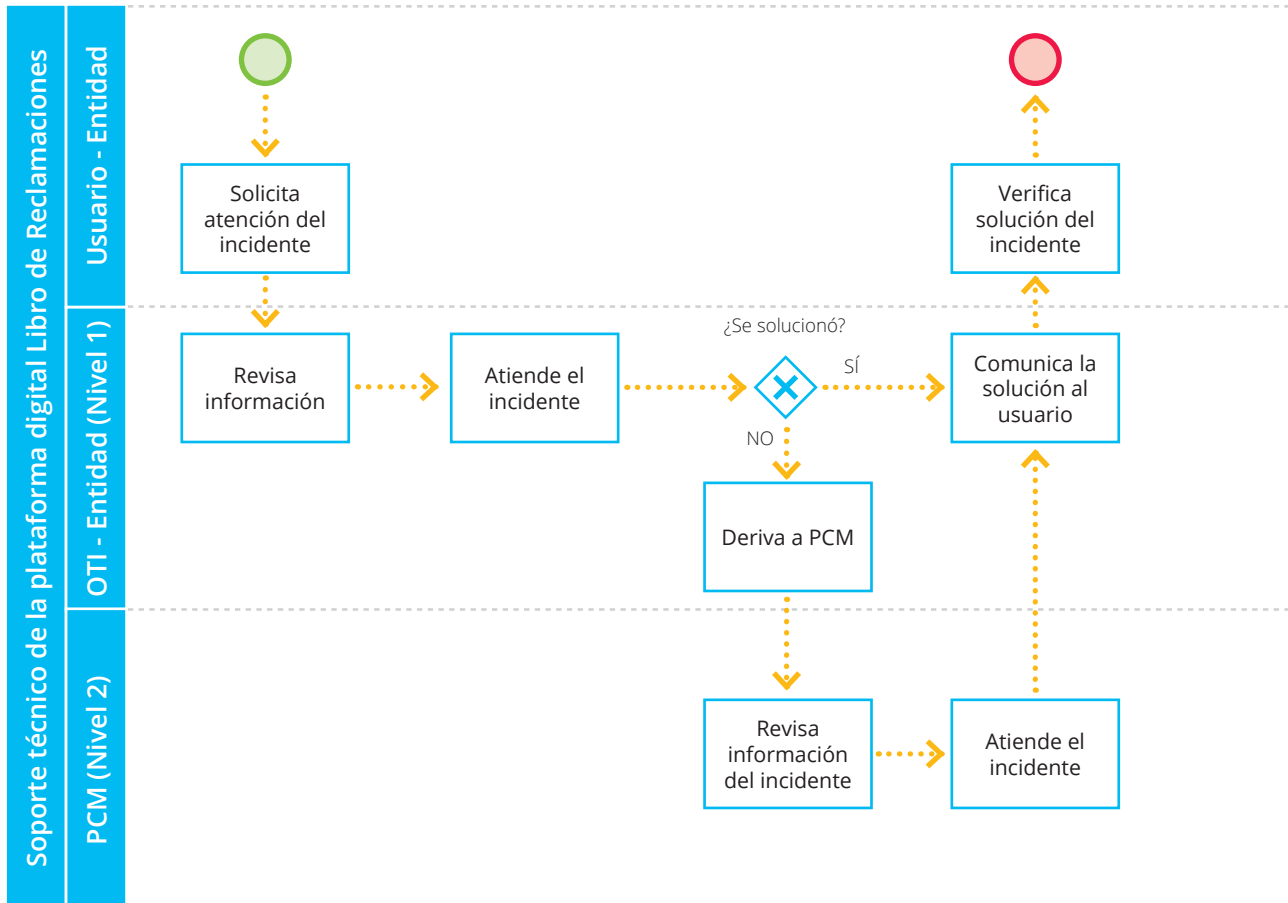 Soporte técnico de la plataforma digital Libro de Reclamaciones
Usuario - Entidad
Solicita
atención del
incidente
Verifica
solución del
incidente
OTI - Entidad (Nivel 1)
Revisa
información
Atiende el
incidente
¿Se solucionó?
SÍ
NO
Comunica la
solución al
usuario
Deriva a PCM
PCM (Nivel 2)
Revisa
información
del incidente
Atiende el
incidente